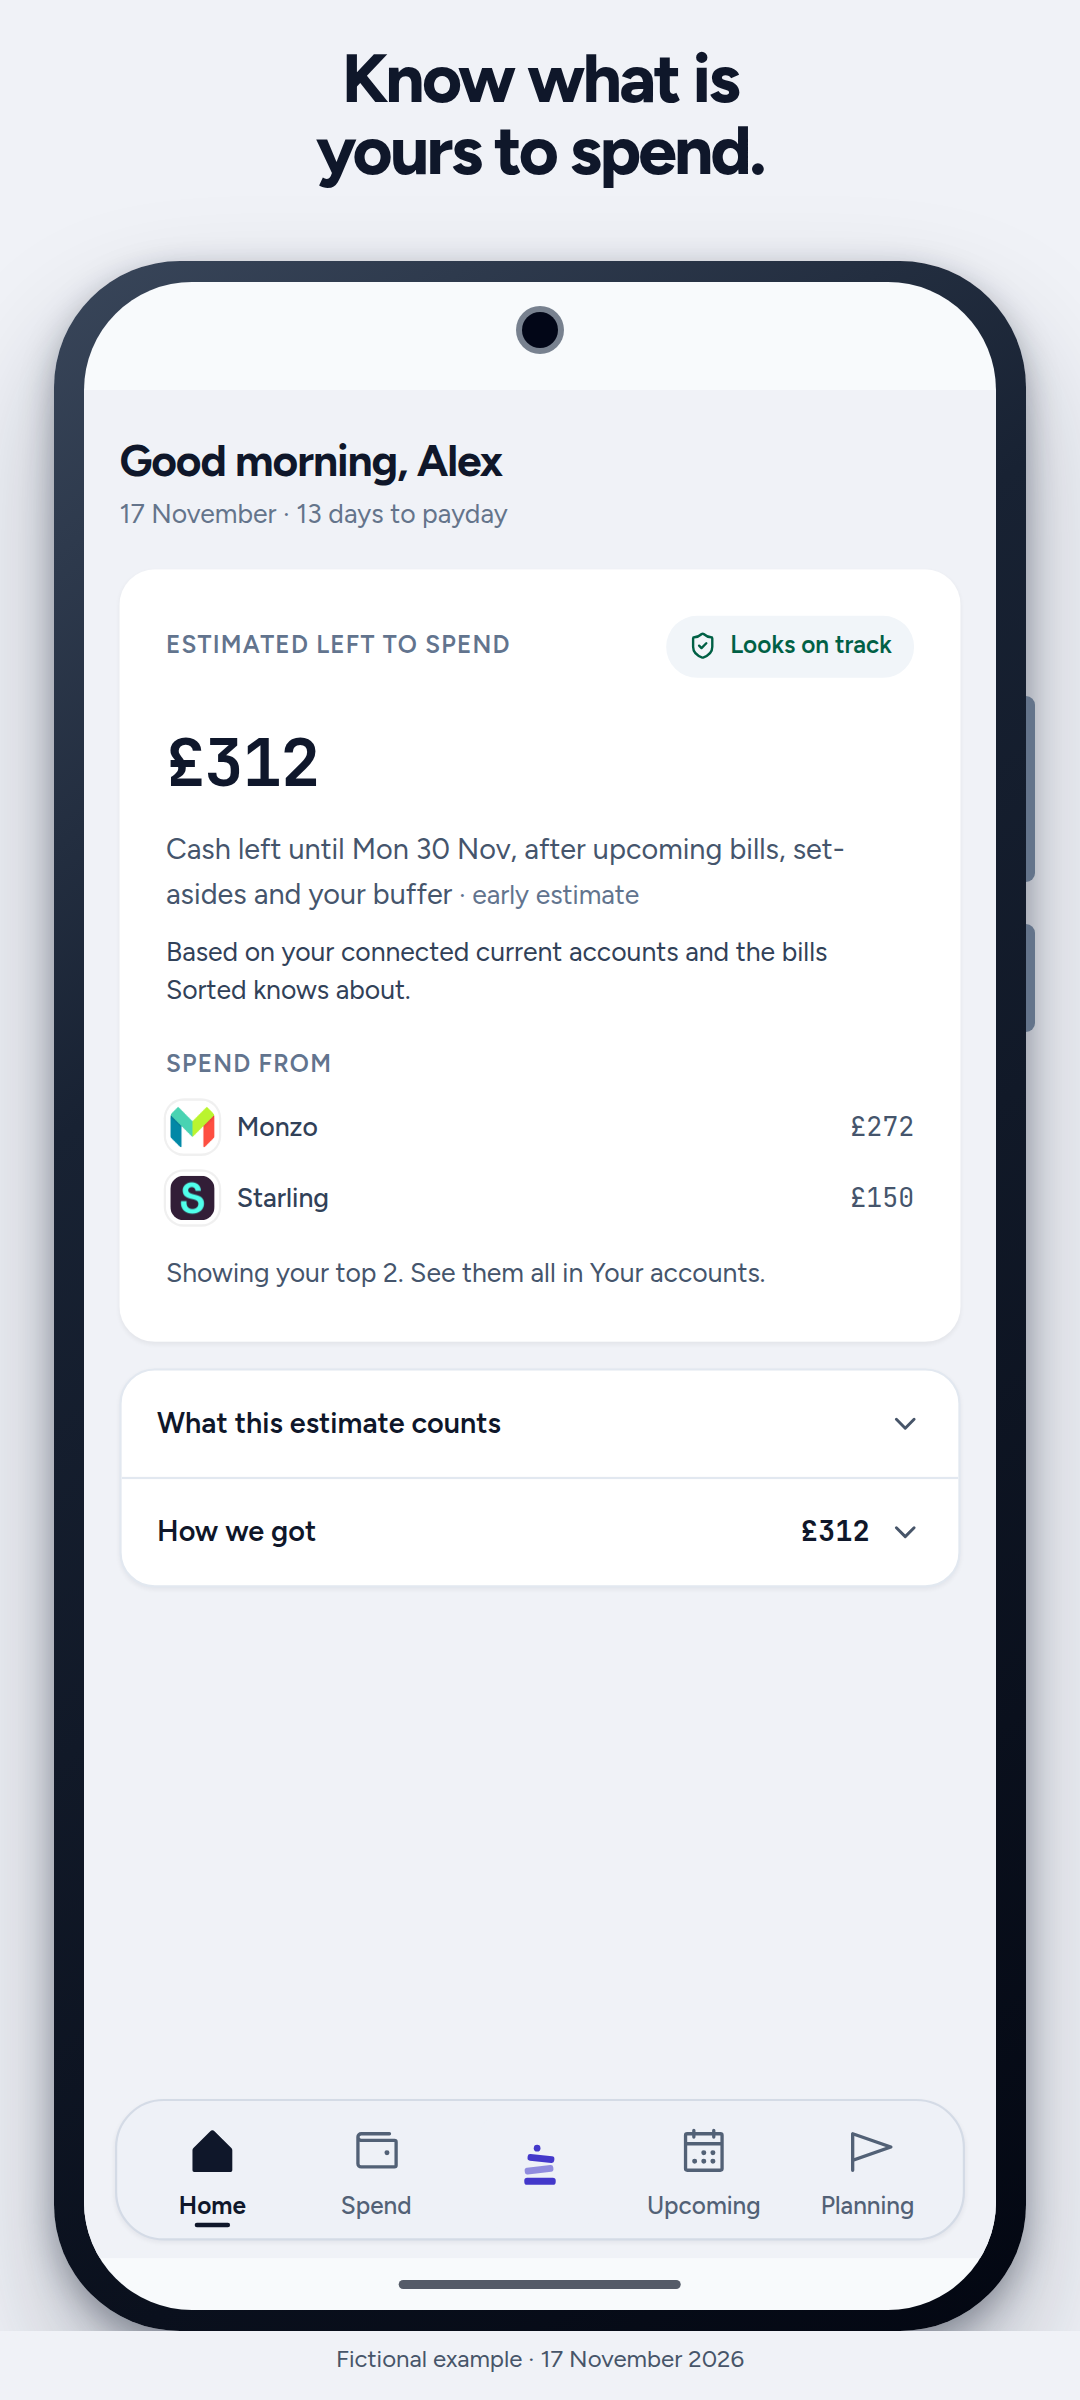 Know what is
yours to spend.
Good morning, Alex
17 November · 13 days to payday
ESTIMATED LEFT TO SPEND
Looks on track
£312
Cash left until Mon 30 Nov, after upcoming bills, set-
asides and your buffer · early estimate
Based on your connected current accounts and the bills
Sorted knows about.
SPEND FROM
Monzo £272
S Starling £150
Showing your top 2. See them all in Your accounts.
What this estimate counts
How we got £312
Home Spend Upcoming Planning
Fictional example · 17 November 2026